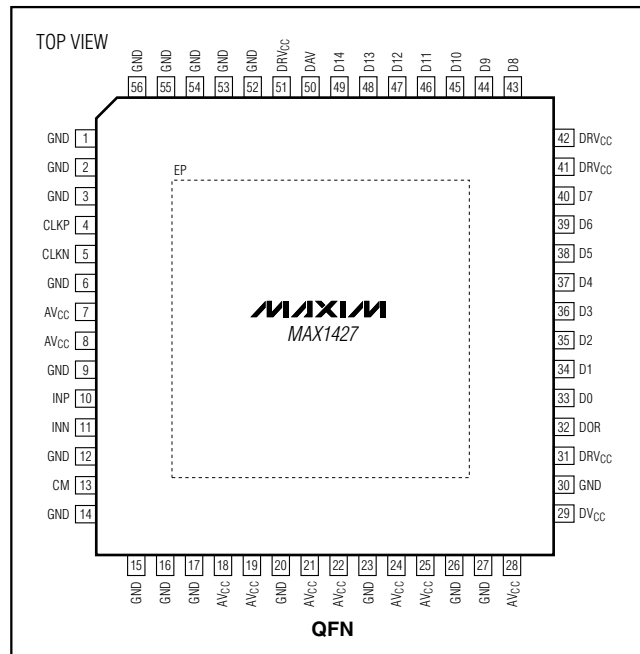 TOP VIEW
GND GND GND GND GND DRVCC DAV D14 D13 D12 D11 D10 D9 D8
56 55 54 53 52 51 50 49 48 47 46 45 44 43
GND 1
GND 2
GND 3
CLKP 4
CLKN 5
GND 6
AVCC 7
AVCC 8
GND 9
INP 10
INN 11
GND 12
CM 13
GND 14
EP
MAXIM
MAX1427
42 DRVCC
41 DRVCC
40 D7
39 D6
38 D5
37 D4
36 D3
35 D2
34 D1
33 D0
32 DOR
31 DRVCC
30 GND
29 DVCC
15 16 17 18 19 20 21 22 23 24 25 26 27 28
GND GND GND AVCC AVCC GND AVCC AVCC GND AVCC AVCC GND GND AVCC
QFN